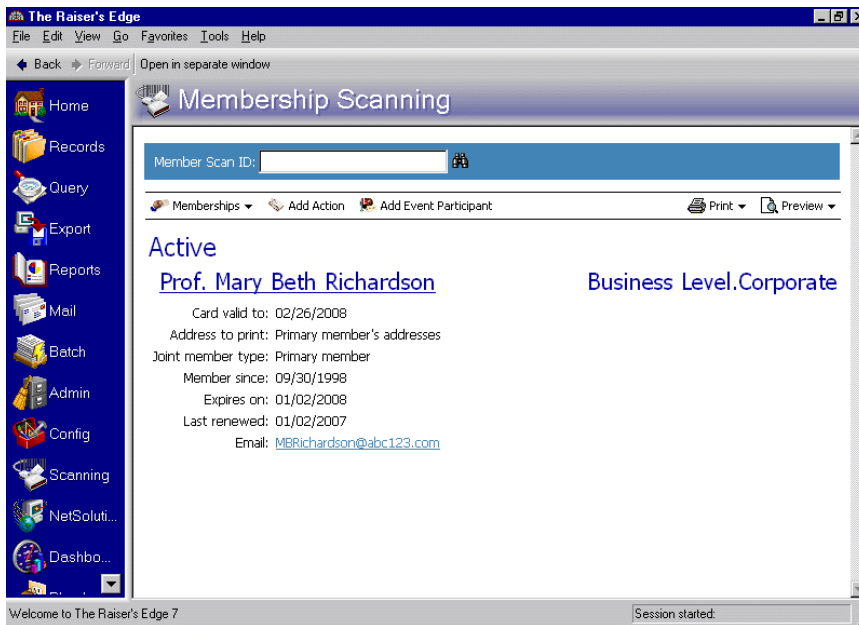 The Raiser's Edge
File Edit View Go Favorites Tools Help
Back Forward Open in separate window
Home
Records
Query
Export
Reports
Mail
Batch
Admin
Config
Scanning
NetSoluti...
Dashbo...
Membership Scanning
Member Scan ID:
Memberships Add Action Add Event Participant Print Preview
Active
Prof. Mary Beth Richardson Business Level.Corporate
Card valid to: 02/26/2008
Address to print: Primary member's addresses
Joint member type: Primary member
Member since: 09/30/1998
Expires on: 01/02/2008
Last renewed: 01/02/2007
Email: MBRichardson@abc123.com
Welcome to The Raiser's Edge 7 Session started: